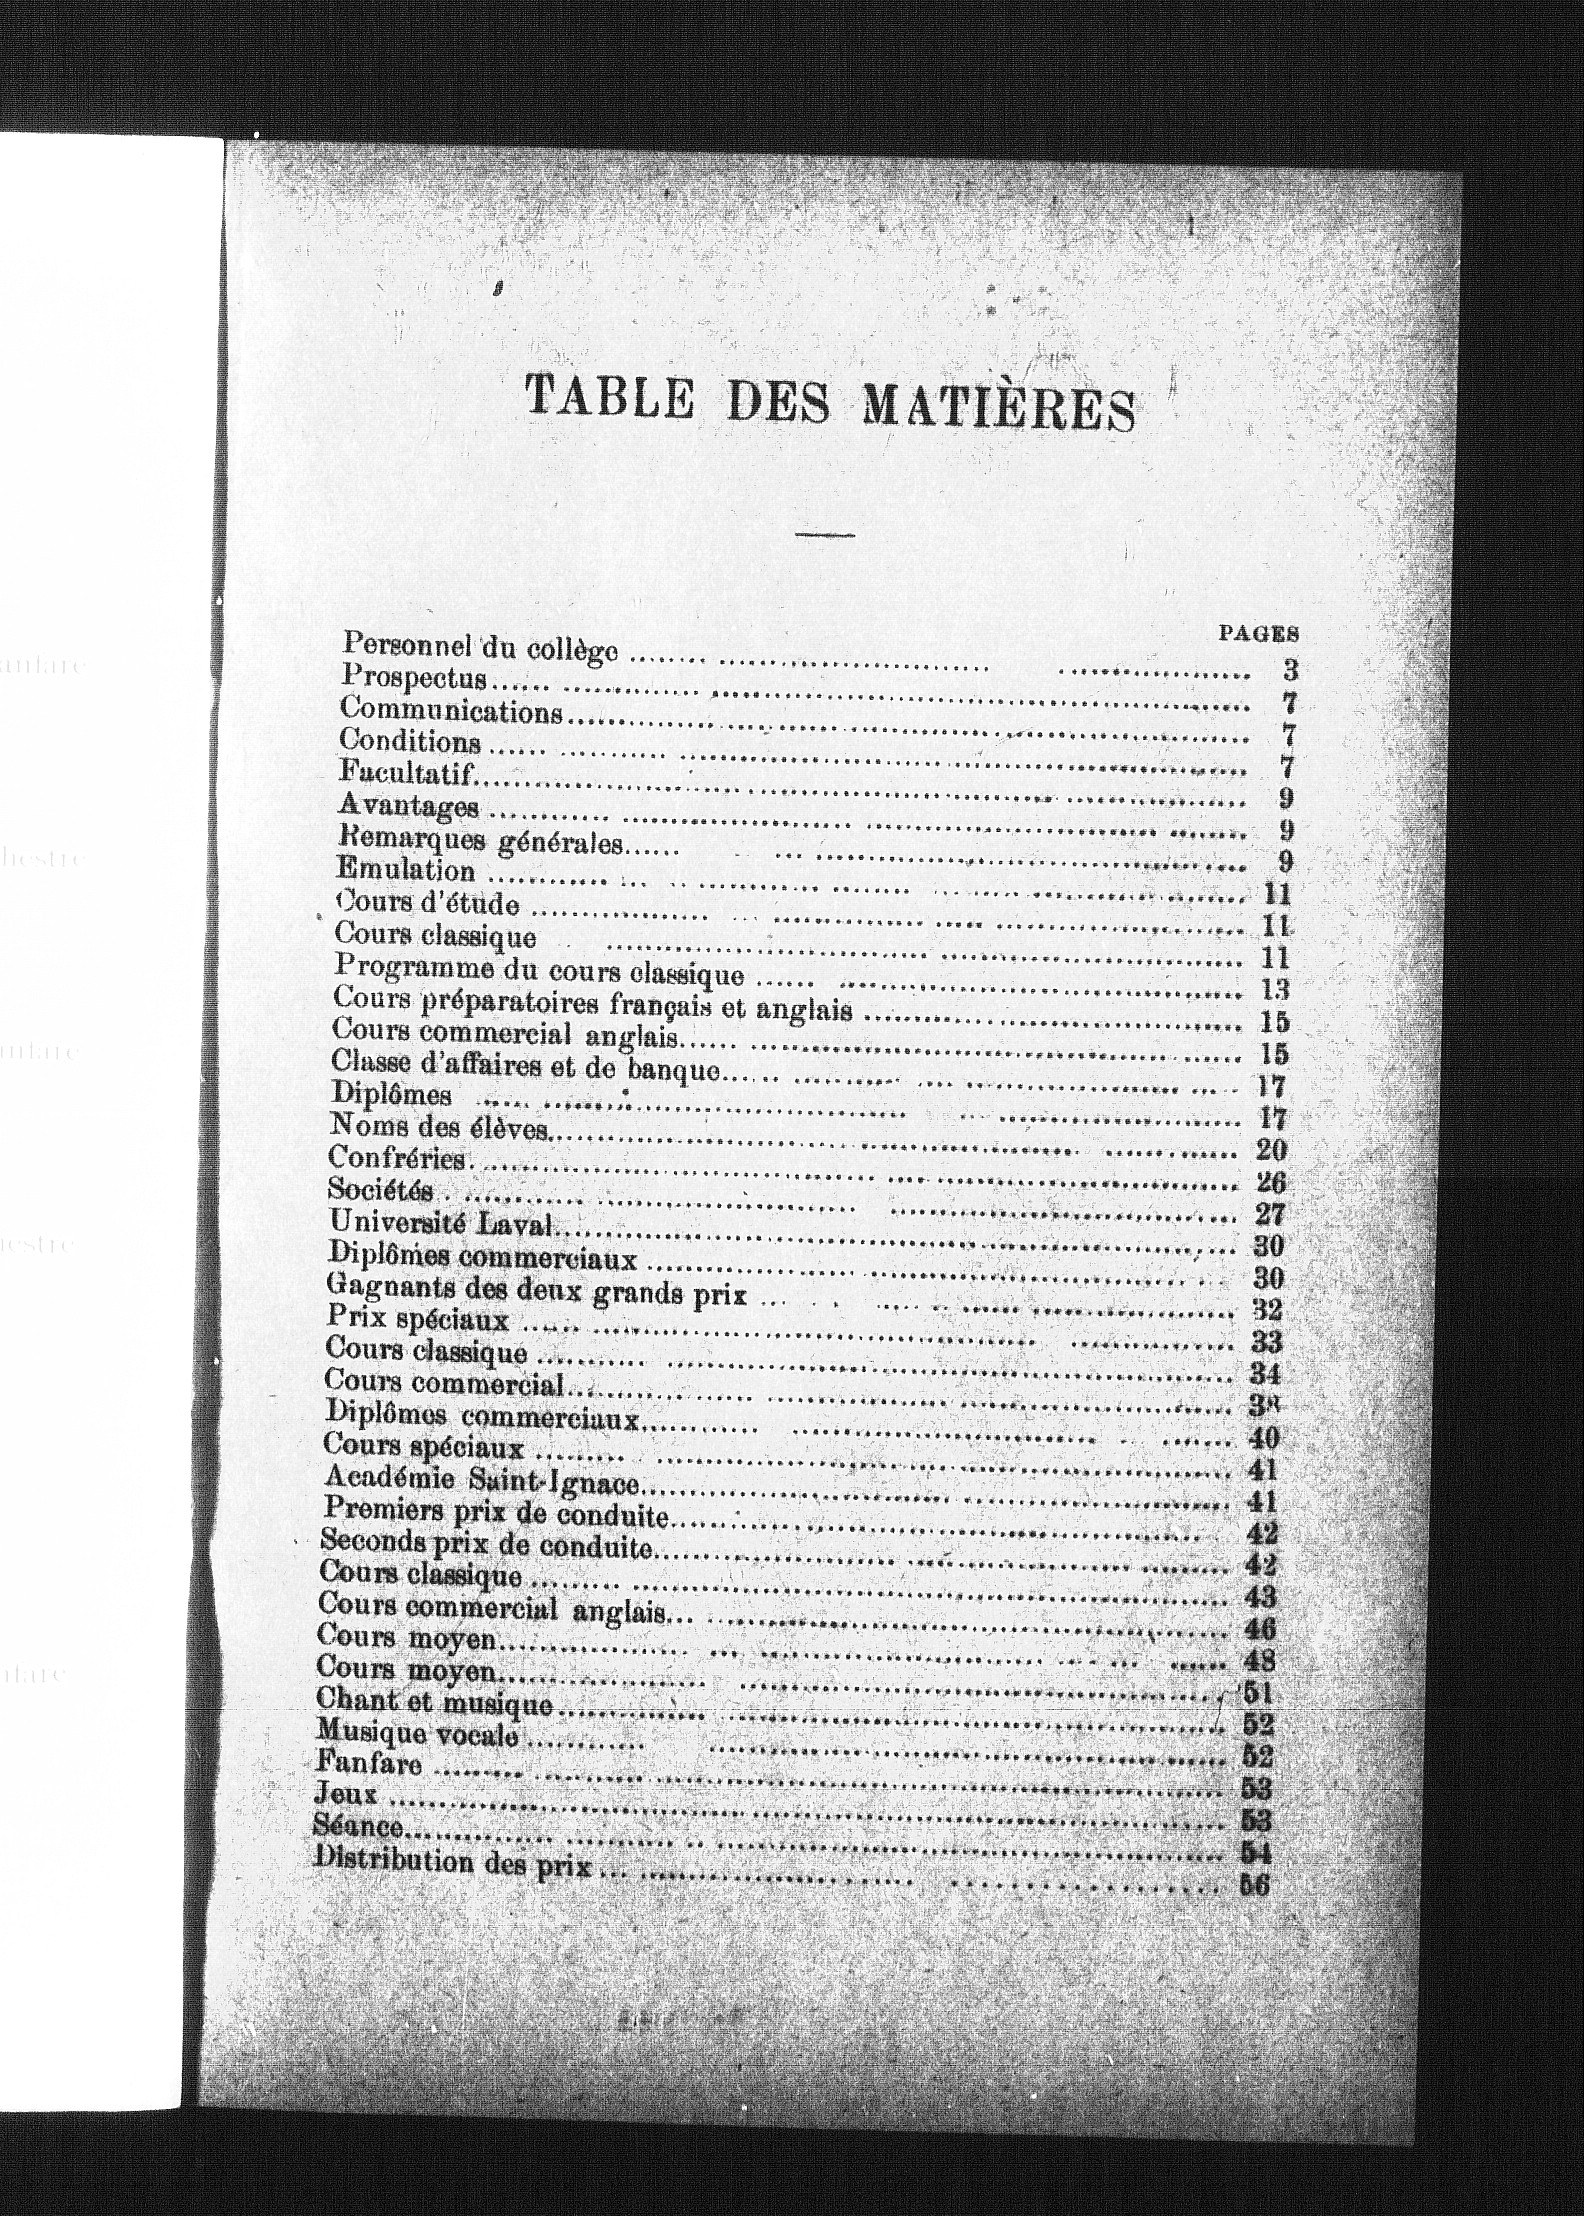 TABLE DES MATIÈRES
PAGES
Personnel du collège ........ 3
Prospectus ........ 7
Communications ........ 7
Conditions ........ 7
Facultatif ........ 9
Avantages ........ 9
Remarques générales ........ 9
Emulation ........ 11
Cours d'étude ........ 11
Cours classique ........ 11
Programme du cours classique ........ 13
Cours préparatoires français et anglais ........ 15
Cours commercial anglais ........ 15
Classe d'affaires et de banque ........ 17
Diplômes ........ 17
Noms des élèves ........ 20
Confréries ........ 26
Sociétés ........ 27
Université Laval ........ 30
Diplômes commerciaux ........ 30
Gagnants des deux grands prix ........ 32
Prix spéciaux ........ 33
Cours classique ........ 34
Cours commercial ........ 38
Diplômes commerciaux ........ 40
Cours spéciaux ........ 41
Académie Saint-Ignace ........ 41
Premiers prix de conduite ........ 42
Seconds prix de conduite ........ 42
Cours classique ........ 43
Cours commercial anglais ........ 46
Cours moyen ........ 48
Cours moyen ........ 51
Chant et musique ........ 52
Musique vocale ........ 52
Fanfare ........ 53
Jeux ........ 53
Séance ........ 54
Distribution des prix ........ 56